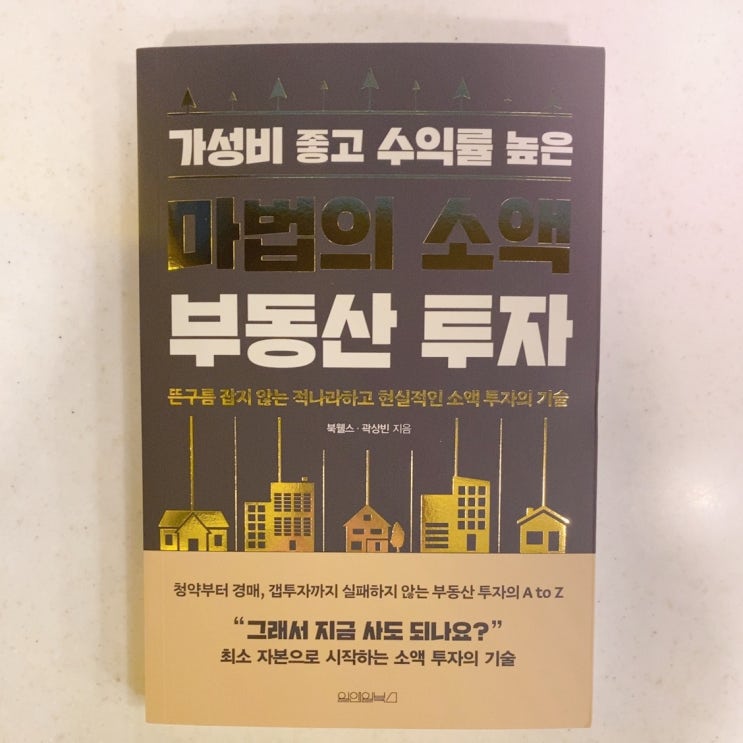 가성비 좋고 수익률 높은
마법의 소액
부동산 투자
뜬구름 잡지 않는 적나라하고 현실적인 소액 투자의 기술
북웰스 · 곽상빈 지음
청약부터 경매, 갭투자까지 실패하지 않는 부동산 투자의 A to Z
“그래서 지금 사도 되나요?”
최소 자본으로 시작하는 소액 투자의 기술
원앤원북스